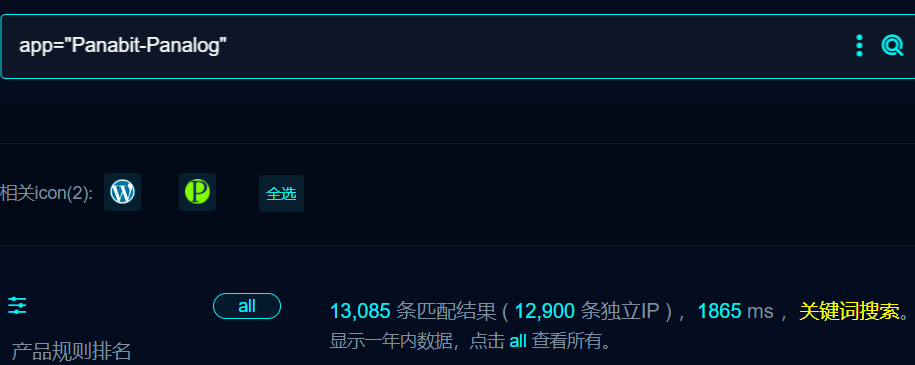 app="Panabit-Panalog"
相关icon(2): 全选
all
13,085 条匹配结果 ( 12,900 条独立IP ) ， 1865 ms ， 关键词搜索。
显示一年内数据，点击 all 查看所有。
产品规则排名